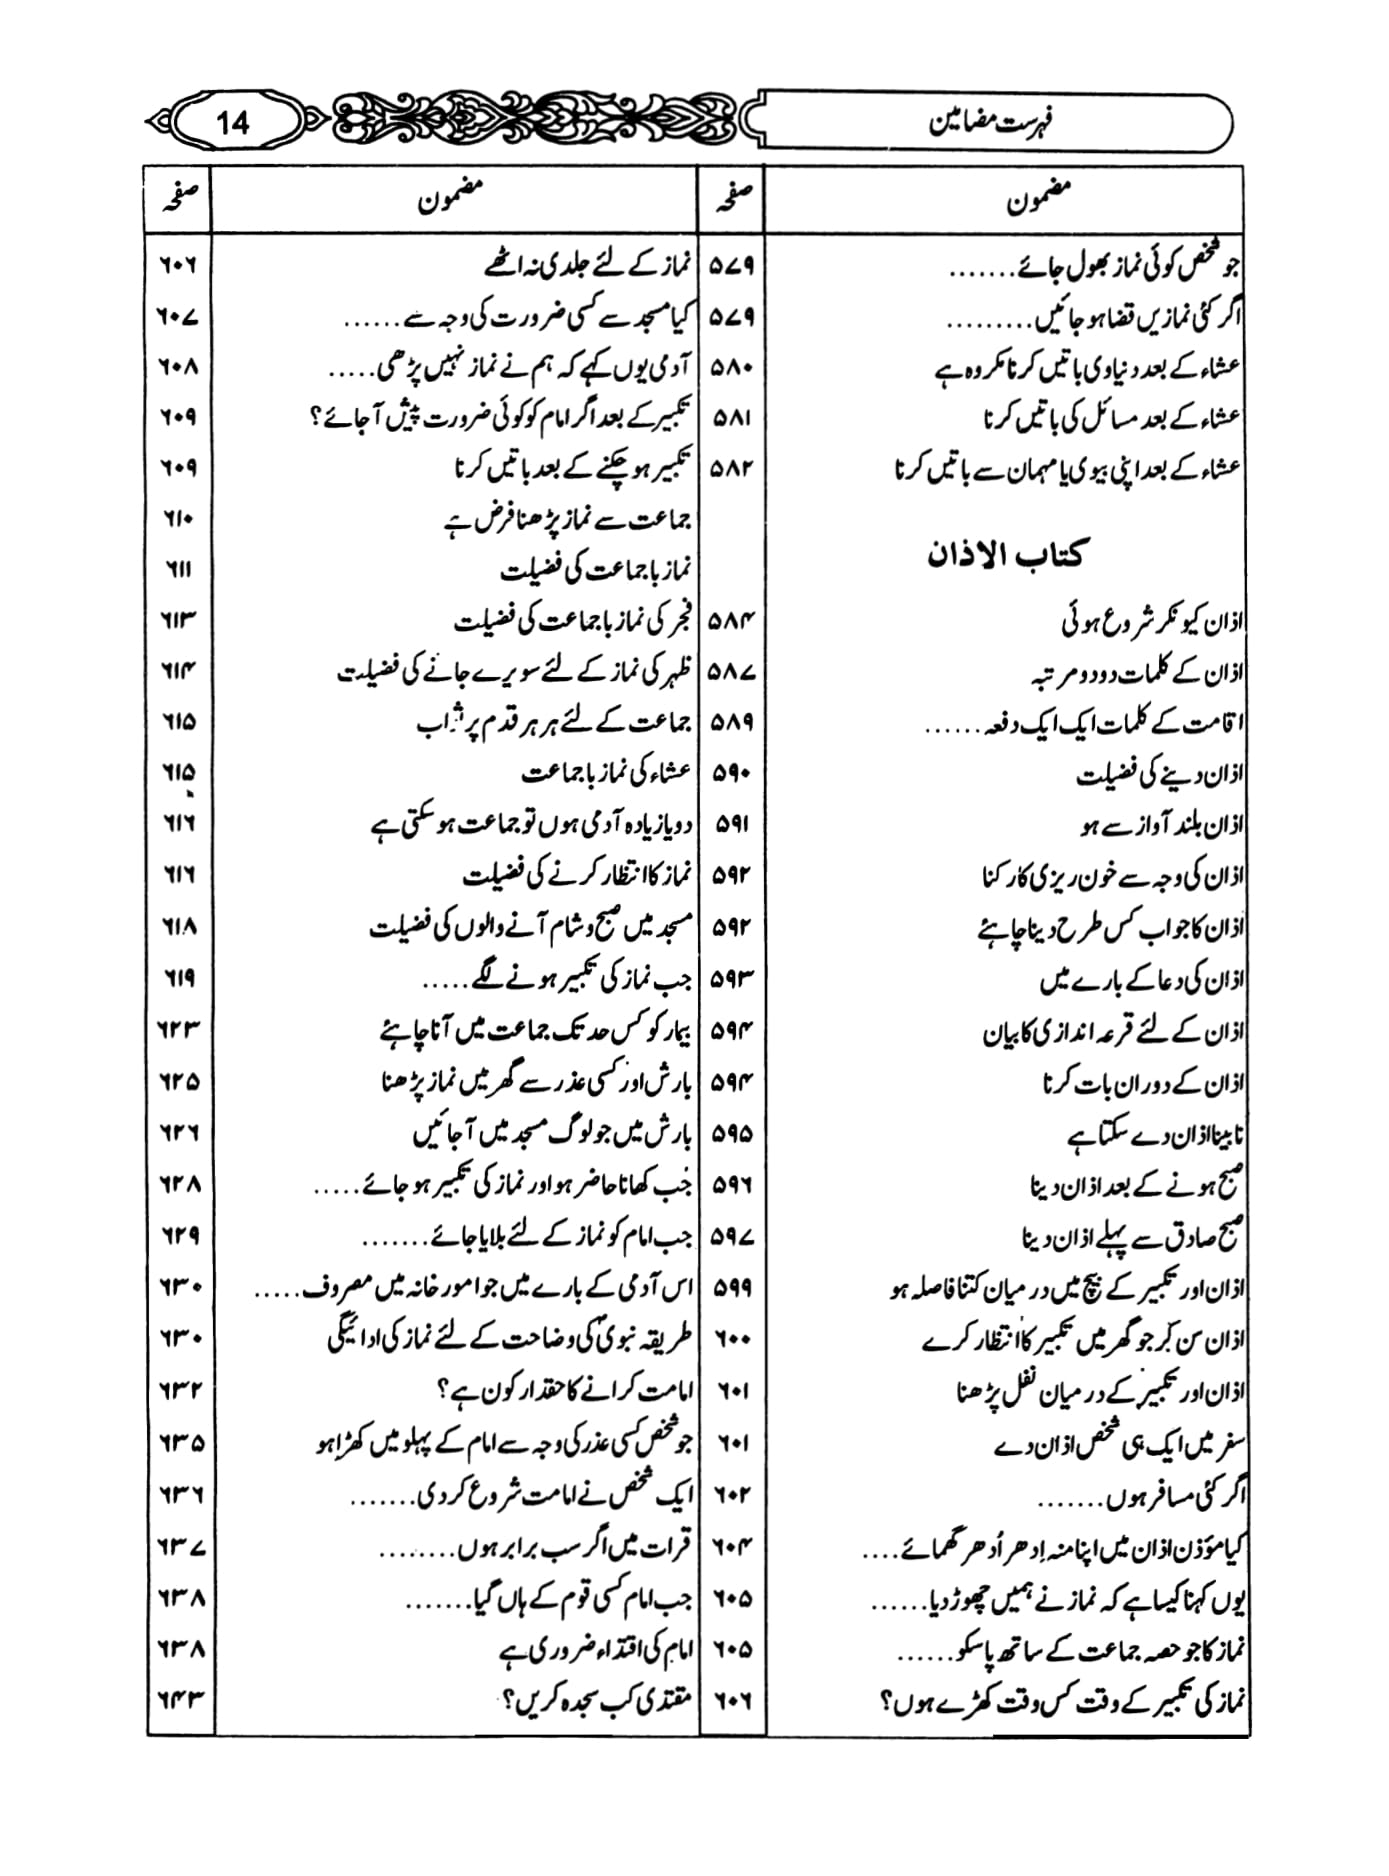 فہرست مضامین
14
مضمون
صفحہ
جو شخص کوئی نماز بھول جائے.......
۵۷۹
اگر کئی نمازیں قضا ہو جائیں.........
۵۷۹
عشاء کے بعد دنیاوی باتیں کرنا مکروہ ہے
۵۸۰
عشاء کے بعد مسائل کی باتیں کرنا
۵۸۱
عشاء کے بعد اپنی بیوی یا مہمان سے باتیں کرنا
۵۸۲
کتاب الاذان
اذان کیونکر شروع ہوئی
۵۸۴
اذان کے کلمات دو دو مرتبہ
۵۸۷
اقامت کے کلمات ایک ایک دفعہ......
۵۸۹
اذان دینے کی فضیلت
۵۹۰
اذان بلند آواز سے ہو
۵۹۱
اذان کی وجہ سے خون ریزی کا رکنا
۵۹۲
اذان کا جواب کس طرح دینا چاہئے
۵۹۲
اذان کی دعا کے بارے میں
۵۹۳
اذان کے لئے قرعہ اندازی کا بیان
۵۹۴
اذان کے دوران بات کرنا
۵۹۴
نابینا اذان دے سکتا ہے
۵۹۵
صبح ہونے کے بعد اذان دینا
۵۹۶
صبح صادق سے پہلے اذان دینا
۵۹۷
اذان اور تکبیر کے بیچ میں درمیان کتنا فاصلہ ہو
۵۹۹
اذان سن کر جو گھر میں تکبیر کا انتظار کرے
۶۰۰
اذان اور تکبیر کے درمیان نفل پڑھنا
۶۰۱
سفر میں ایک ہی شخص اذان دے
۶۰۱
اگر کئی مسافر ہوں.......
۶۰۲
کیا مؤذن اذان میں اپنا منہ اِدھر اُدھر گھمائے....
۶۰۴
یوں کہنا کیسا ہے کہ نماز نے ہمیں چھوڑ دیا......
۶۰۵
نماز کا جو حصہ جماعت کے ساتھ پا سکو......
۶۰۵
نماز کی تکبیر کے وقت کس وقت کھڑے ہوں؟
۶۰۶
مضمون
صفحہ
نماز کے لئے جلدی نہ اٹھے
۶۰۶
کیا مسجد سے کسی ضرورت کی وجہ سے......
۶۰۷
آدمی یوں کہے کہ ہم نے نماز نہیں پڑھی.....
۶۰۸
تکبیر کے بعد اگر امام کو کوئی ضرورت پیش آجائے؟
۶۰۹
تکبیر ہو چکنے کے بعد باتیں کرنا
۶۰۹
جماعت سے نماز پڑھنا فرض ہے
۶۱۰
نماز با جماعت کی فضیلت
۶۱۱
فجر کی نماز با جماعت کی فضیلت
۶۱۳
ظہر کی نماز کے لئے سویرے جانے کی فضیلت
۶۱۴
جماعت کے لئے ہر ہر قدم پر ثواب
۶۱۵
عشاء کی نماز با جماعت
۶۱۵
دو یا زیادہ آدمی ہوں تو جماعت ہو سکتی ہے
۶۱۶
نماز کا انتظار کرنے کی فضیلت
۶۱۶
مسجد میں صبح و شام آنے والوں کی فضیلت
۶۱۸
جب نماز کی تکبیر ہونے لگے.....
۶۱۹
بیمار کو کس حد تک جماعت میں آنا چاہئے
۶۲۳
بارش اور کسی عذر سے گھر میں نماز پڑھنا
۶۲۵
بارش میں جو لوگ مسجد میں آجائیں
۶۲۶
جب کھانا حاضر ہو اور نماز کی تکبیر ہو جائے.....
۶۲۸
جب امام کو نماز کے لئے بلایا جائے.......
۶۲۹
اس آدمی کے بارے میں جو امور خانہ میں مصروف.....
۶۳۰
طریقہ نبوی کی وضاحت کے لئے نماز کی ادائیگی
۶۳۰
امامت کرانے کا حقدار کون ہے؟
۶۳۲
جو شخص کسی عذر کی وجہ سے امام کے پہلو میں کھڑا ہو
۶۳۵
ایک شخص نے امامت شروع کر دی.......
۶۳۶
قرات میں اگر سب برابر ہوں........
۶۳۷
جب امام کسی قوم کے ہاں گیا.......
۶۳۸
امام کی اقتداء ضروری ہے
۶۳۸
مقتدی کب سجدہ کریں؟
۶۴۳